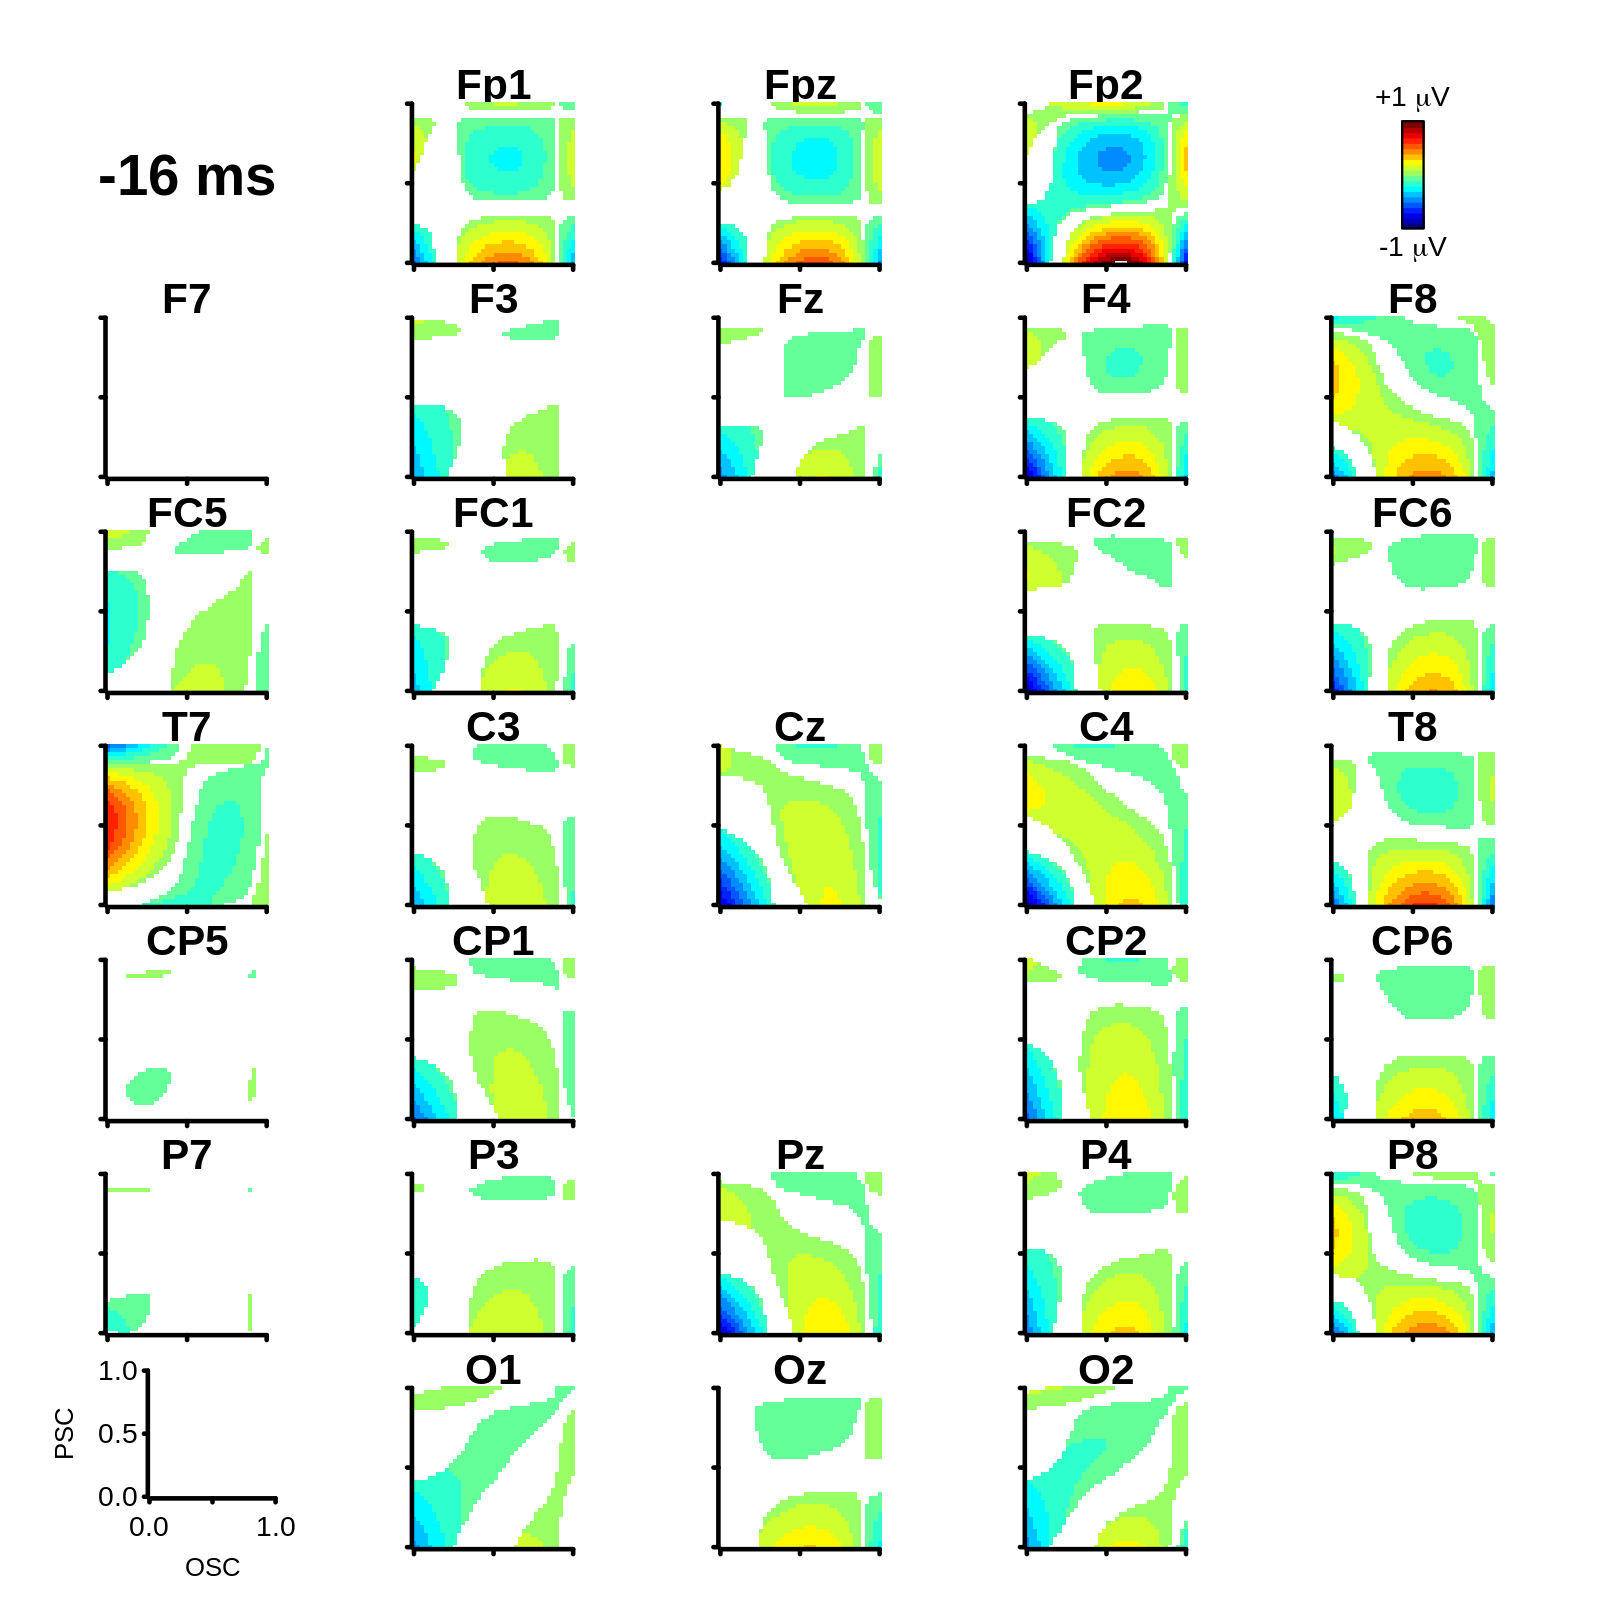 Fp1 Fpz Fp2 +1 μV
-16 ms
-1 μV
F7 F3 Fz F4 F8
FC5 FC1 FC2 FC6
T7 C3 Cz C4 T8
CP5 CP1 CP2 CP6
P7 P3 Pz P4 P8
O1 Oz O2
1.0
PSC
0.5
0.0
0.0 1.0
OSC